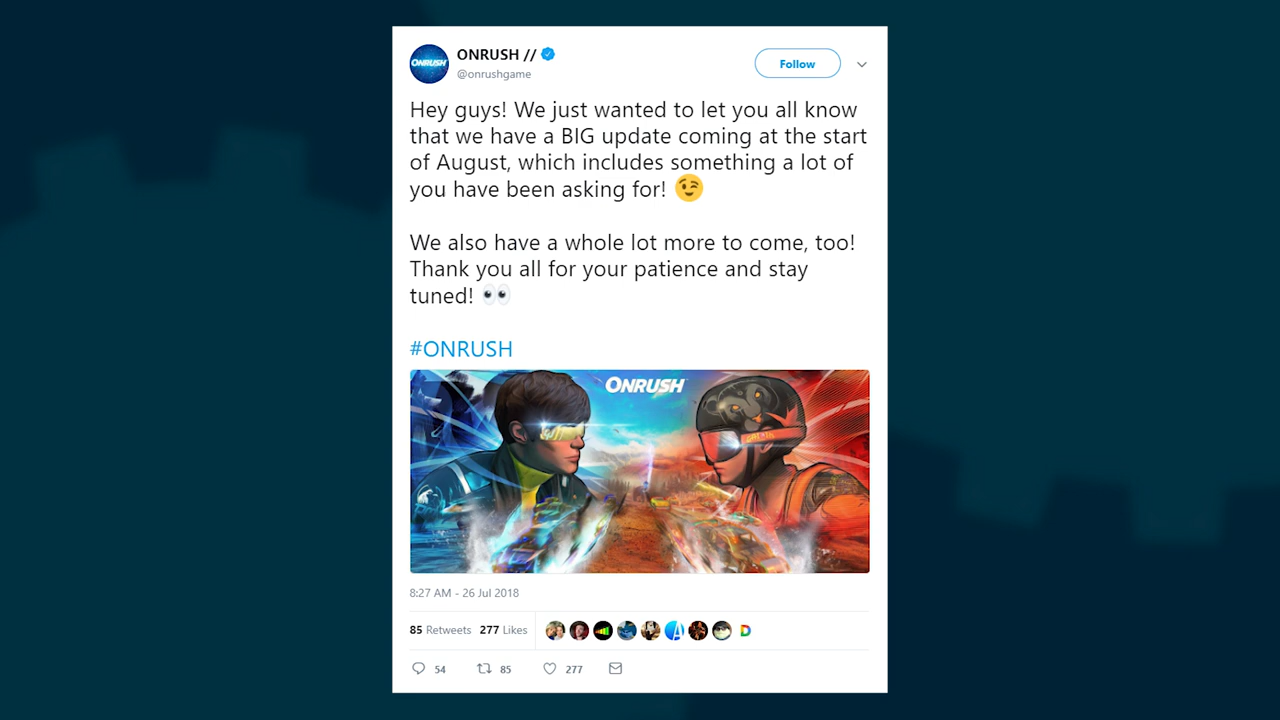 ONRUSH //
@onrushgame
Follow
ONRUSH
Hey guys! We just wanted to let you all know
that we have a BIG update coming at the start
of August, which includes something a lot of
you have been asking for! 😉
We also have a whole lot more to come, too!
Thank you all for your patience and stay
tuned! 👀
#ONRUSH
ONRUSH
8:27 AM - 26 Jul 2018
85 Retweets 277 Likes
54 85 277